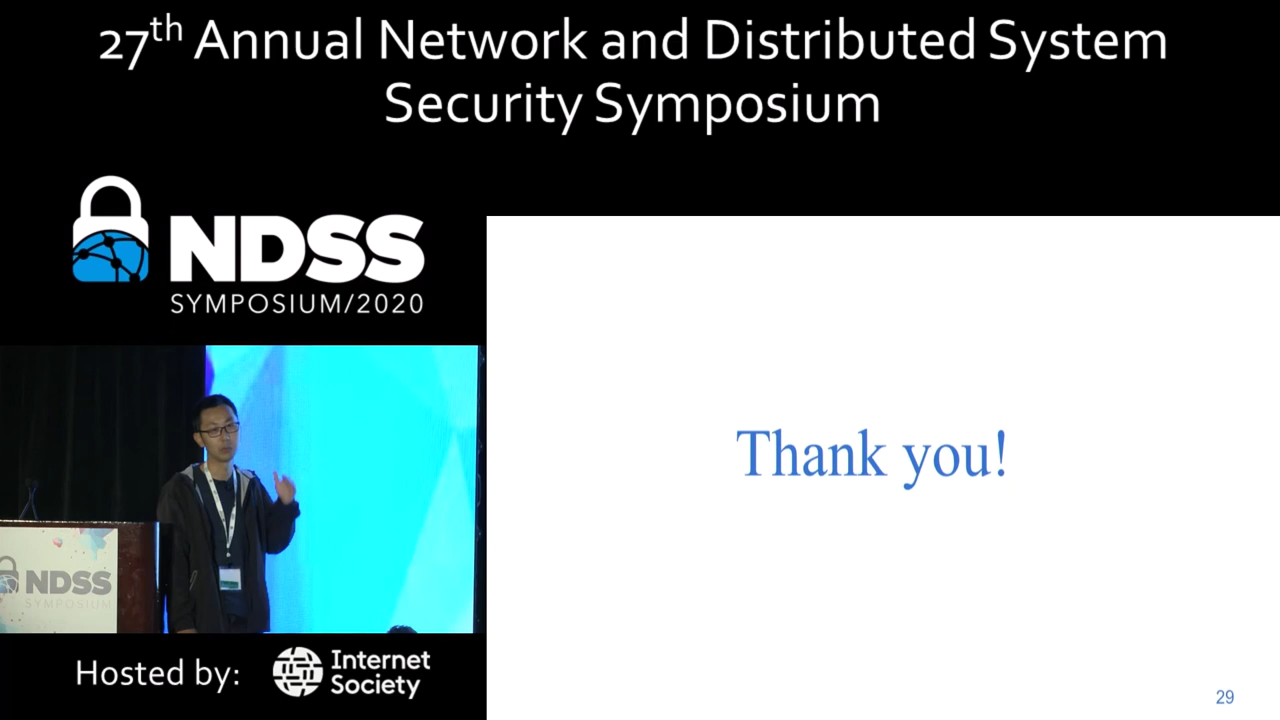 27th Annual Network and Distributed System
Security Symposium
NDSS
SYMPOSIUM/2020
Thank you!
NDSS
SYMPOSIUM
Hosted by:
Internet
Society
29